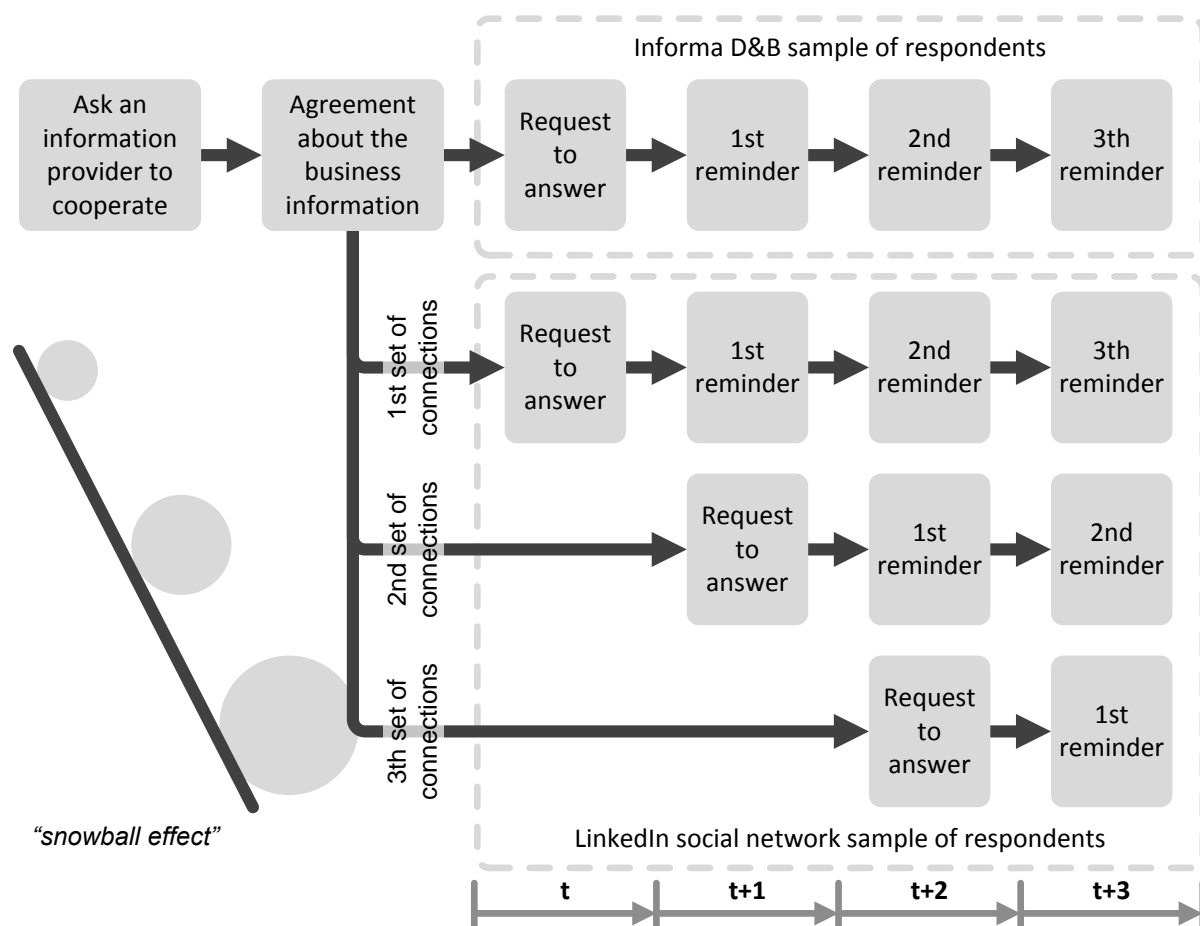 Informa D&B sample of respondents
Ask an
information
provider to
cooperate
Agreement
about the
business
information
Request
to
answer
1st
reminder
2nd
reminder
3th
reminder
1st set of
connections
Request
to
answer
1st
reminder
2nd
reminder
3th
reminder
2nd set of
connections
Request
to
answer
1st
reminder
2nd
reminder
3th set of
connections
Request
to
answer
1st
reminder
“snowball effect”
LinkedIn social network sample of respondents
t
t+1
t+2
t+3